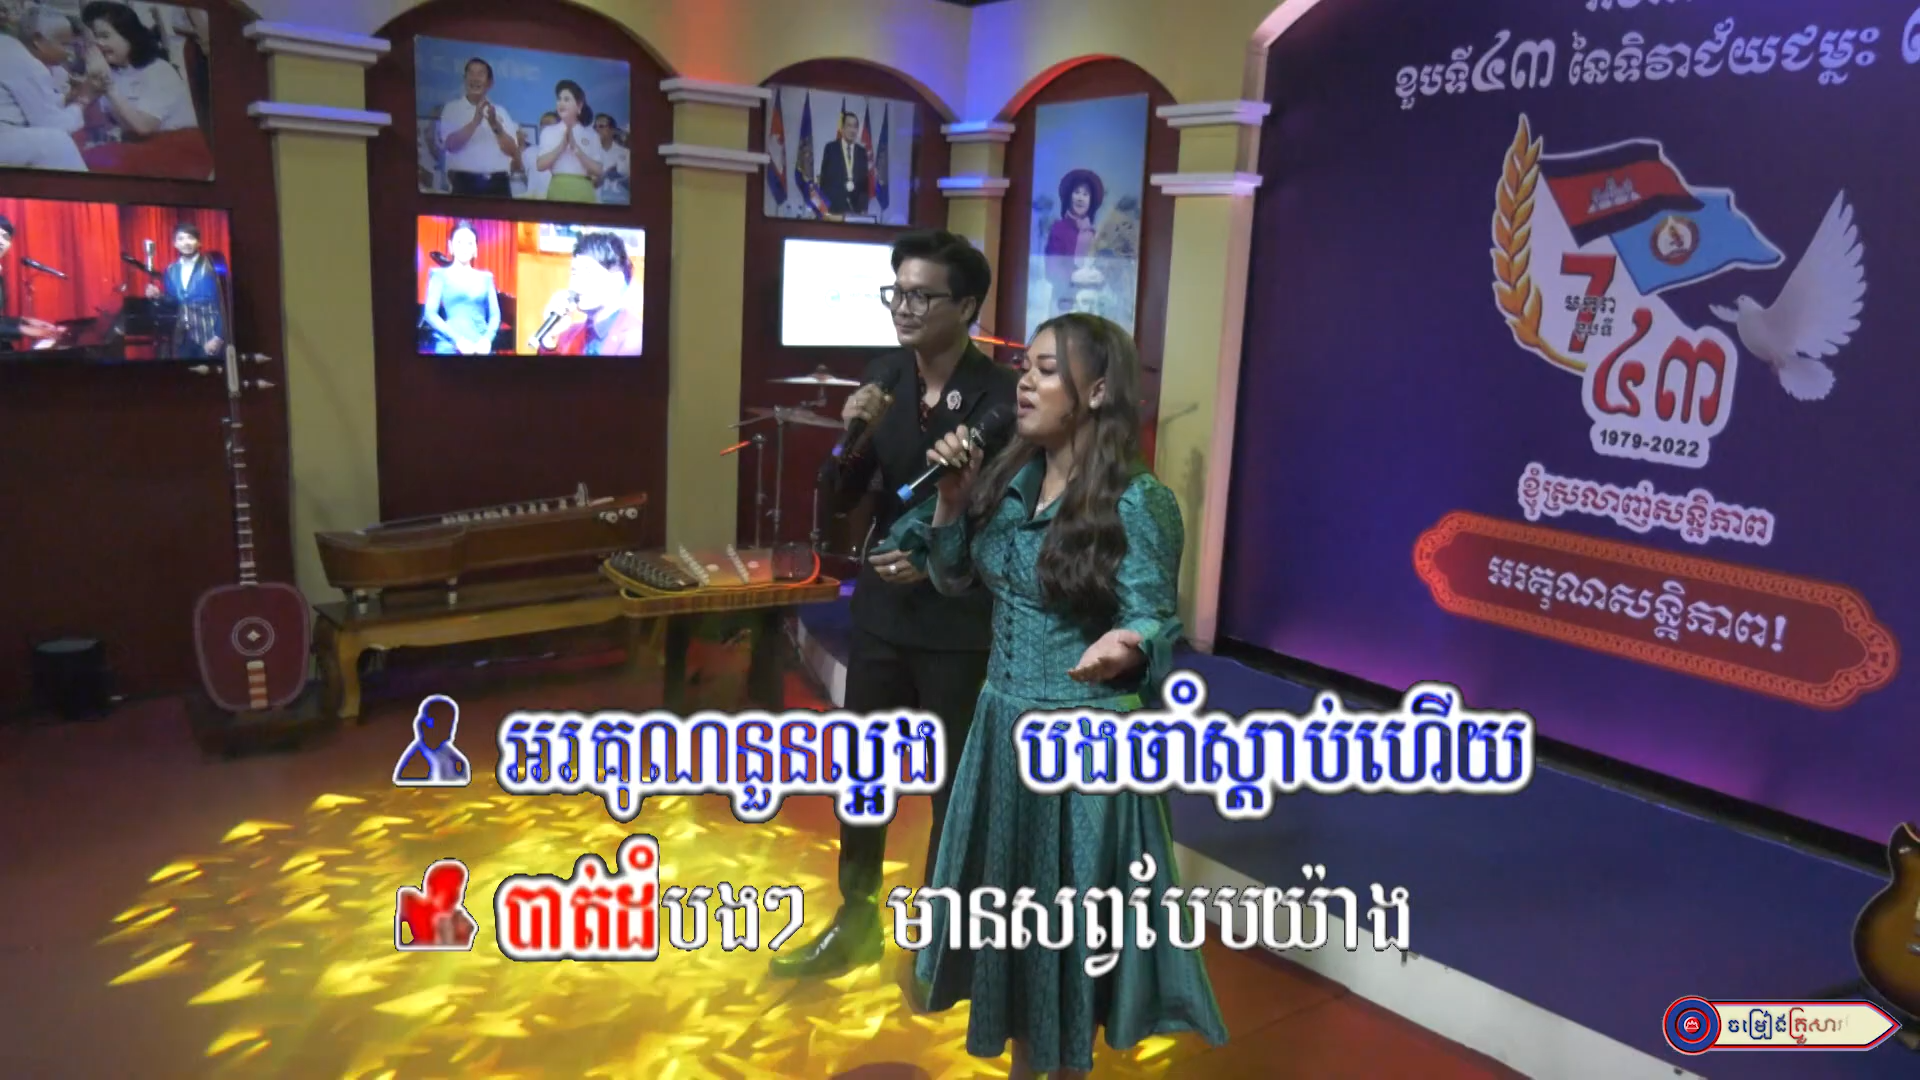 ខួបទី៤៣ នៃទិវាជ័យជម្នះ
7
មករា
ខួបទី
៤៣
1979-2022
ខ្ញុំស្រលាញ់សន្តិភាព
អរគុណសន្តិភាព!
អរគុណនួនល្អង បងចាំស្ដាប់ហើយ
បាត់ដំបងៗ មានសព្វបែបយ៉ាង
ចម្រៀងគ្រួសារ